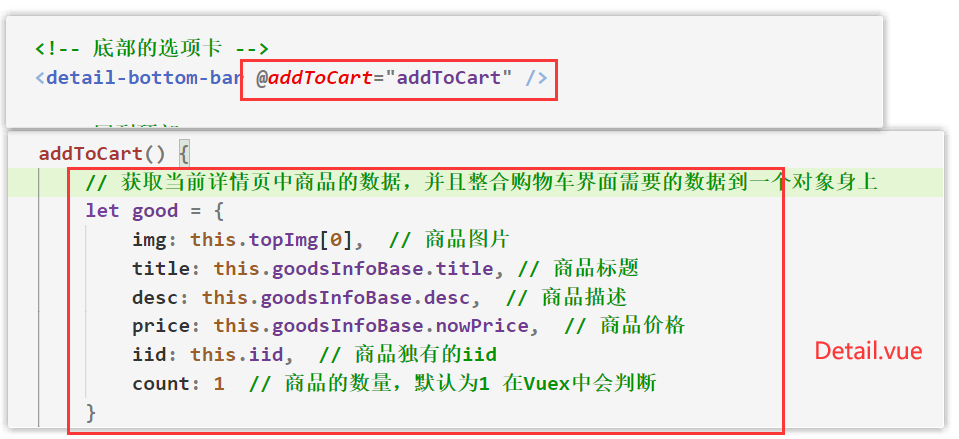 <!-- 底部的选项卡 -->
<detail-bottom-bar @addToCart="addToCart" />
addToCart() {
// 获取当前详情页中商品的数据，并且整合购物车界面需要的数据到一个对象身上
let good = {
img: this.topImg[0], // 商品图片
title: this.goodsInfoBase.title, // 商品标题
desc: this.goodsInfoBase.desc, // 商品描述
price: this.goodsInfoBase.nowPrice, // 商品价格
iid: this.iid, // 商品独有的iid
Detail.vue
count: 1 // 商品的数量，默认为1 在Vuex中会判断
}